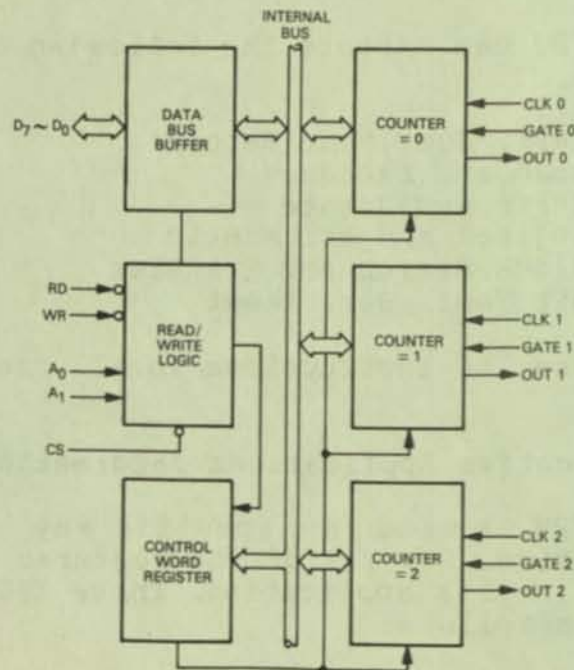 INTERNAL
BUS
D7 ~ D0
DATA
BUS
BUFFER
COUNTER
= 0
CLK 0
GATE 0
OUT 0
RD
WR
A0
A1
CS
READ/
WRITE
LOGIC
COUNTER
= 1
CLK 1
GATE 1
OUT 1
CONTROL
WORD
REGISTER
COUNTER
= 2
CLK 2
GATE 2
OUT 2